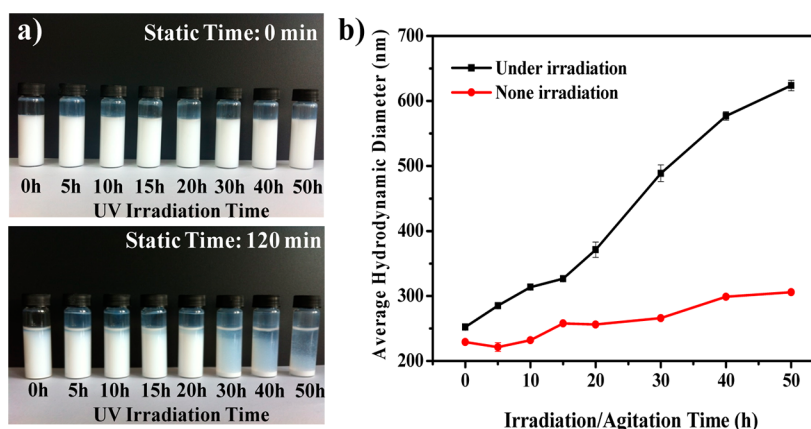 a)
Static Time: 0 min
0h 5h 10h 15h 20h 30h 40h 50h
UV Irradiation Time
Static Time: 120 min
0h 5h 10h 15h 20h 30h 40h 50h
UV Irradiation Time
b)
Average Hydrodynamic Diameter (nm)
700
600
500
400
300
200
Under irradiation
None irradiation
0 10 20 30 40 50
Irradiation/Agitation Time (h)